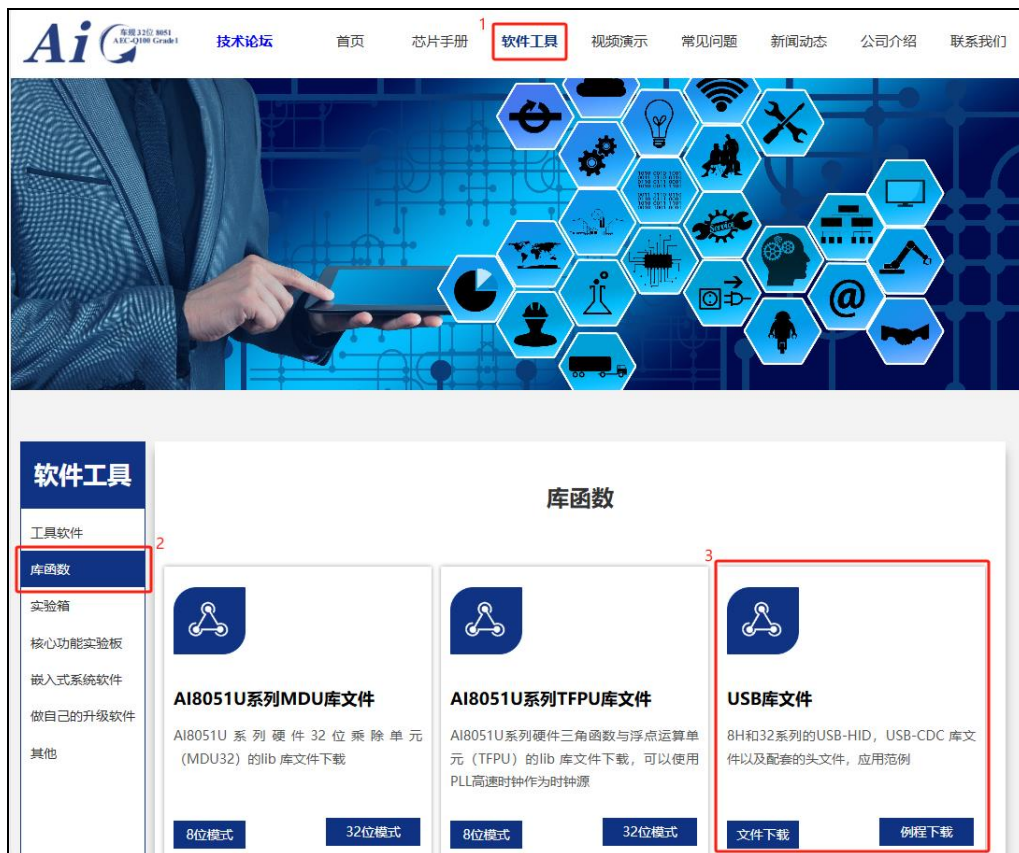 Ai
车规32位 8051
AEC-Q100 Grade1
技术论坛
首页
芯片手册
1
软件工具
视频演示
常见问题
新闻动态
公司介绍
联系我们
软件工具
工具软件
2
库函数
实验箱
核心功能实验板
嵌入式系统软件
做自己的升级软件
其他
库函数
AI8051U系列MDU库文件
AI8051U系列硬件32位乘除单元
（MDU32）的lib 库文件下载
8位模式
32位模式
AI8051U系列TFPU库文件
AI8051U系列硬件三角函数与浮点运算单
元（TFPU）的lib 库文件下载，可以使用
PLL高速时钟作为时钟源
8位模式
32位模式
3
USB库文件
8H和32系列的USB-HID，USB-CDC 库文
件以及配套的头文件，应用范例
文件下载
例程下载